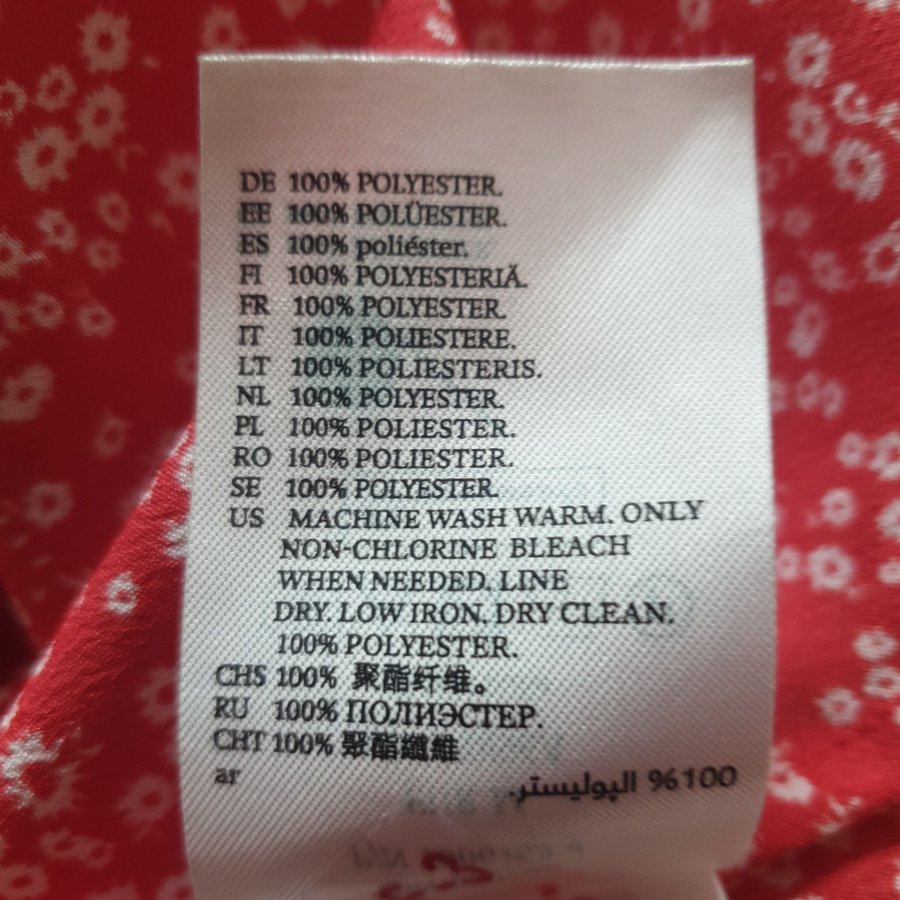 DE 100% POLYESTER.
EE 100% POLÜESTER.
ES 100% poliéster.
FI 100% POLYESTERIÄ.
FR 100% POLYESTER.
IT 100% POLIESTERE.
LT 100% POLIESTERIS.
NL 100% POLYESTER.
PL 100% POLIESTER.
RO 100% POLIESTER.
SE 100% POLYESTER.
US MACHINE WASH WARM. ONLY
NON-CHLORINE BLEACH
WHEN NEEDED. LINE
DRY. LOW IRON. DRY CLEAN.
100% POLYESTER.
CHS 100% 聚酯纤维。
RU 100% ПОЛИЭСТЕР.
CHT 100% 聚酯纖維
ar 100% البوليستر.